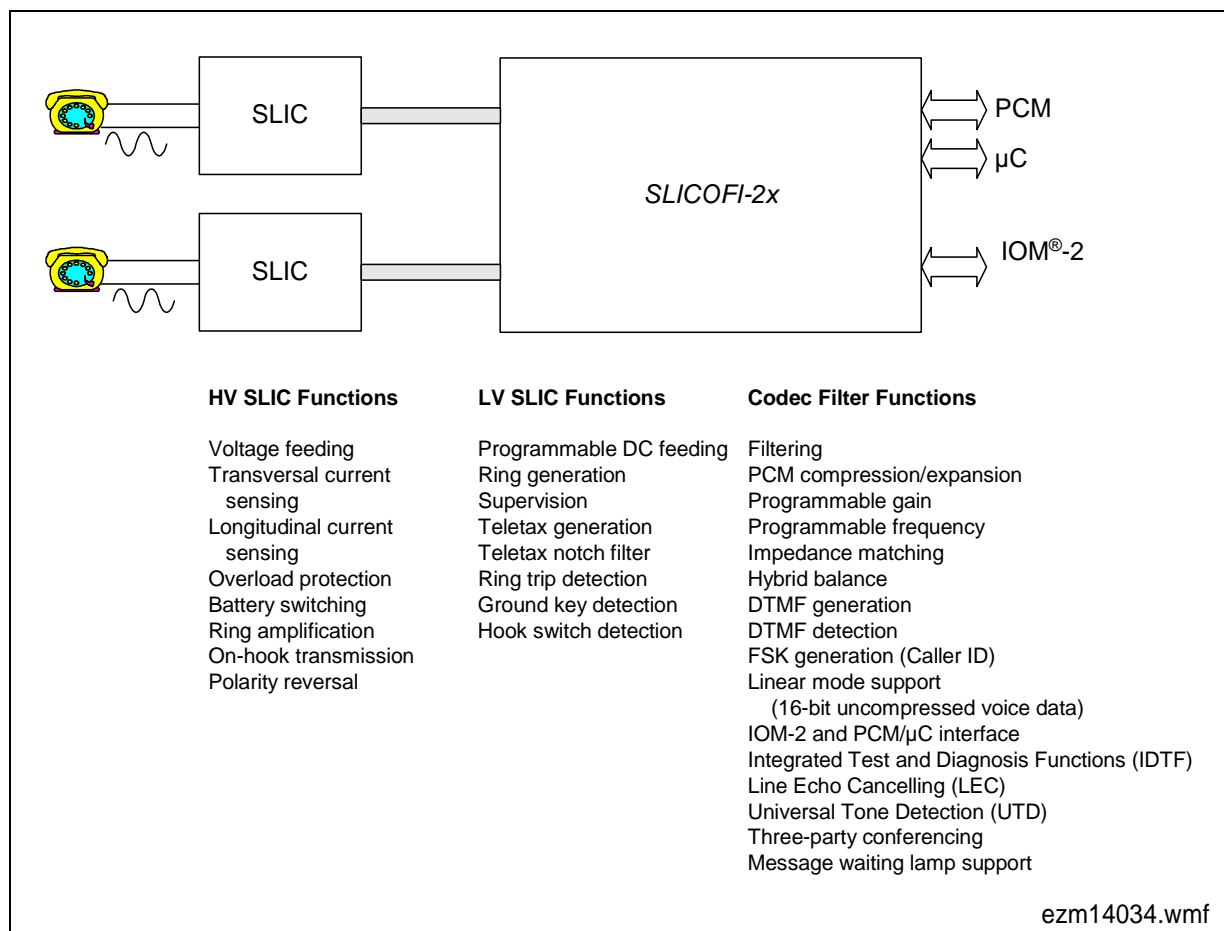 SLIC
PCM
µC
SLICOFI-2x
SLIC
IOM®-2
HV SLIC Functions
Voltage feeding
Transversal current
sensing
Longitudinal current
sensing
Overload protection
Battery switching
Ring amplification
On-hook transmission
Polarity reversal
LV SLIC Functions
Programmable DC feeding
Ring generation
Supervision
Teletax generation
Teletax notch filter
Ring trip detection
Ground key detection
Hook switch detection
Codec Filter Functions
Filtering
PCM compression/expansion
Programmable gain
Programmable frequency
Impedance matching
Hybrid balance
DTMF generation
DTMF detection
FSK generation (Caller ID)
Linear mode support
(16-bit uncompressed voice data)
IOM-2 and PCM/µC interface
Integrated Test and Diagnosis Functions (IDTF)
Line Echo Cancelling (LEC)
Universal Tone Detection (UTD)
Three-party conferencing
Message waiting lamp support
ezm14034.wmf